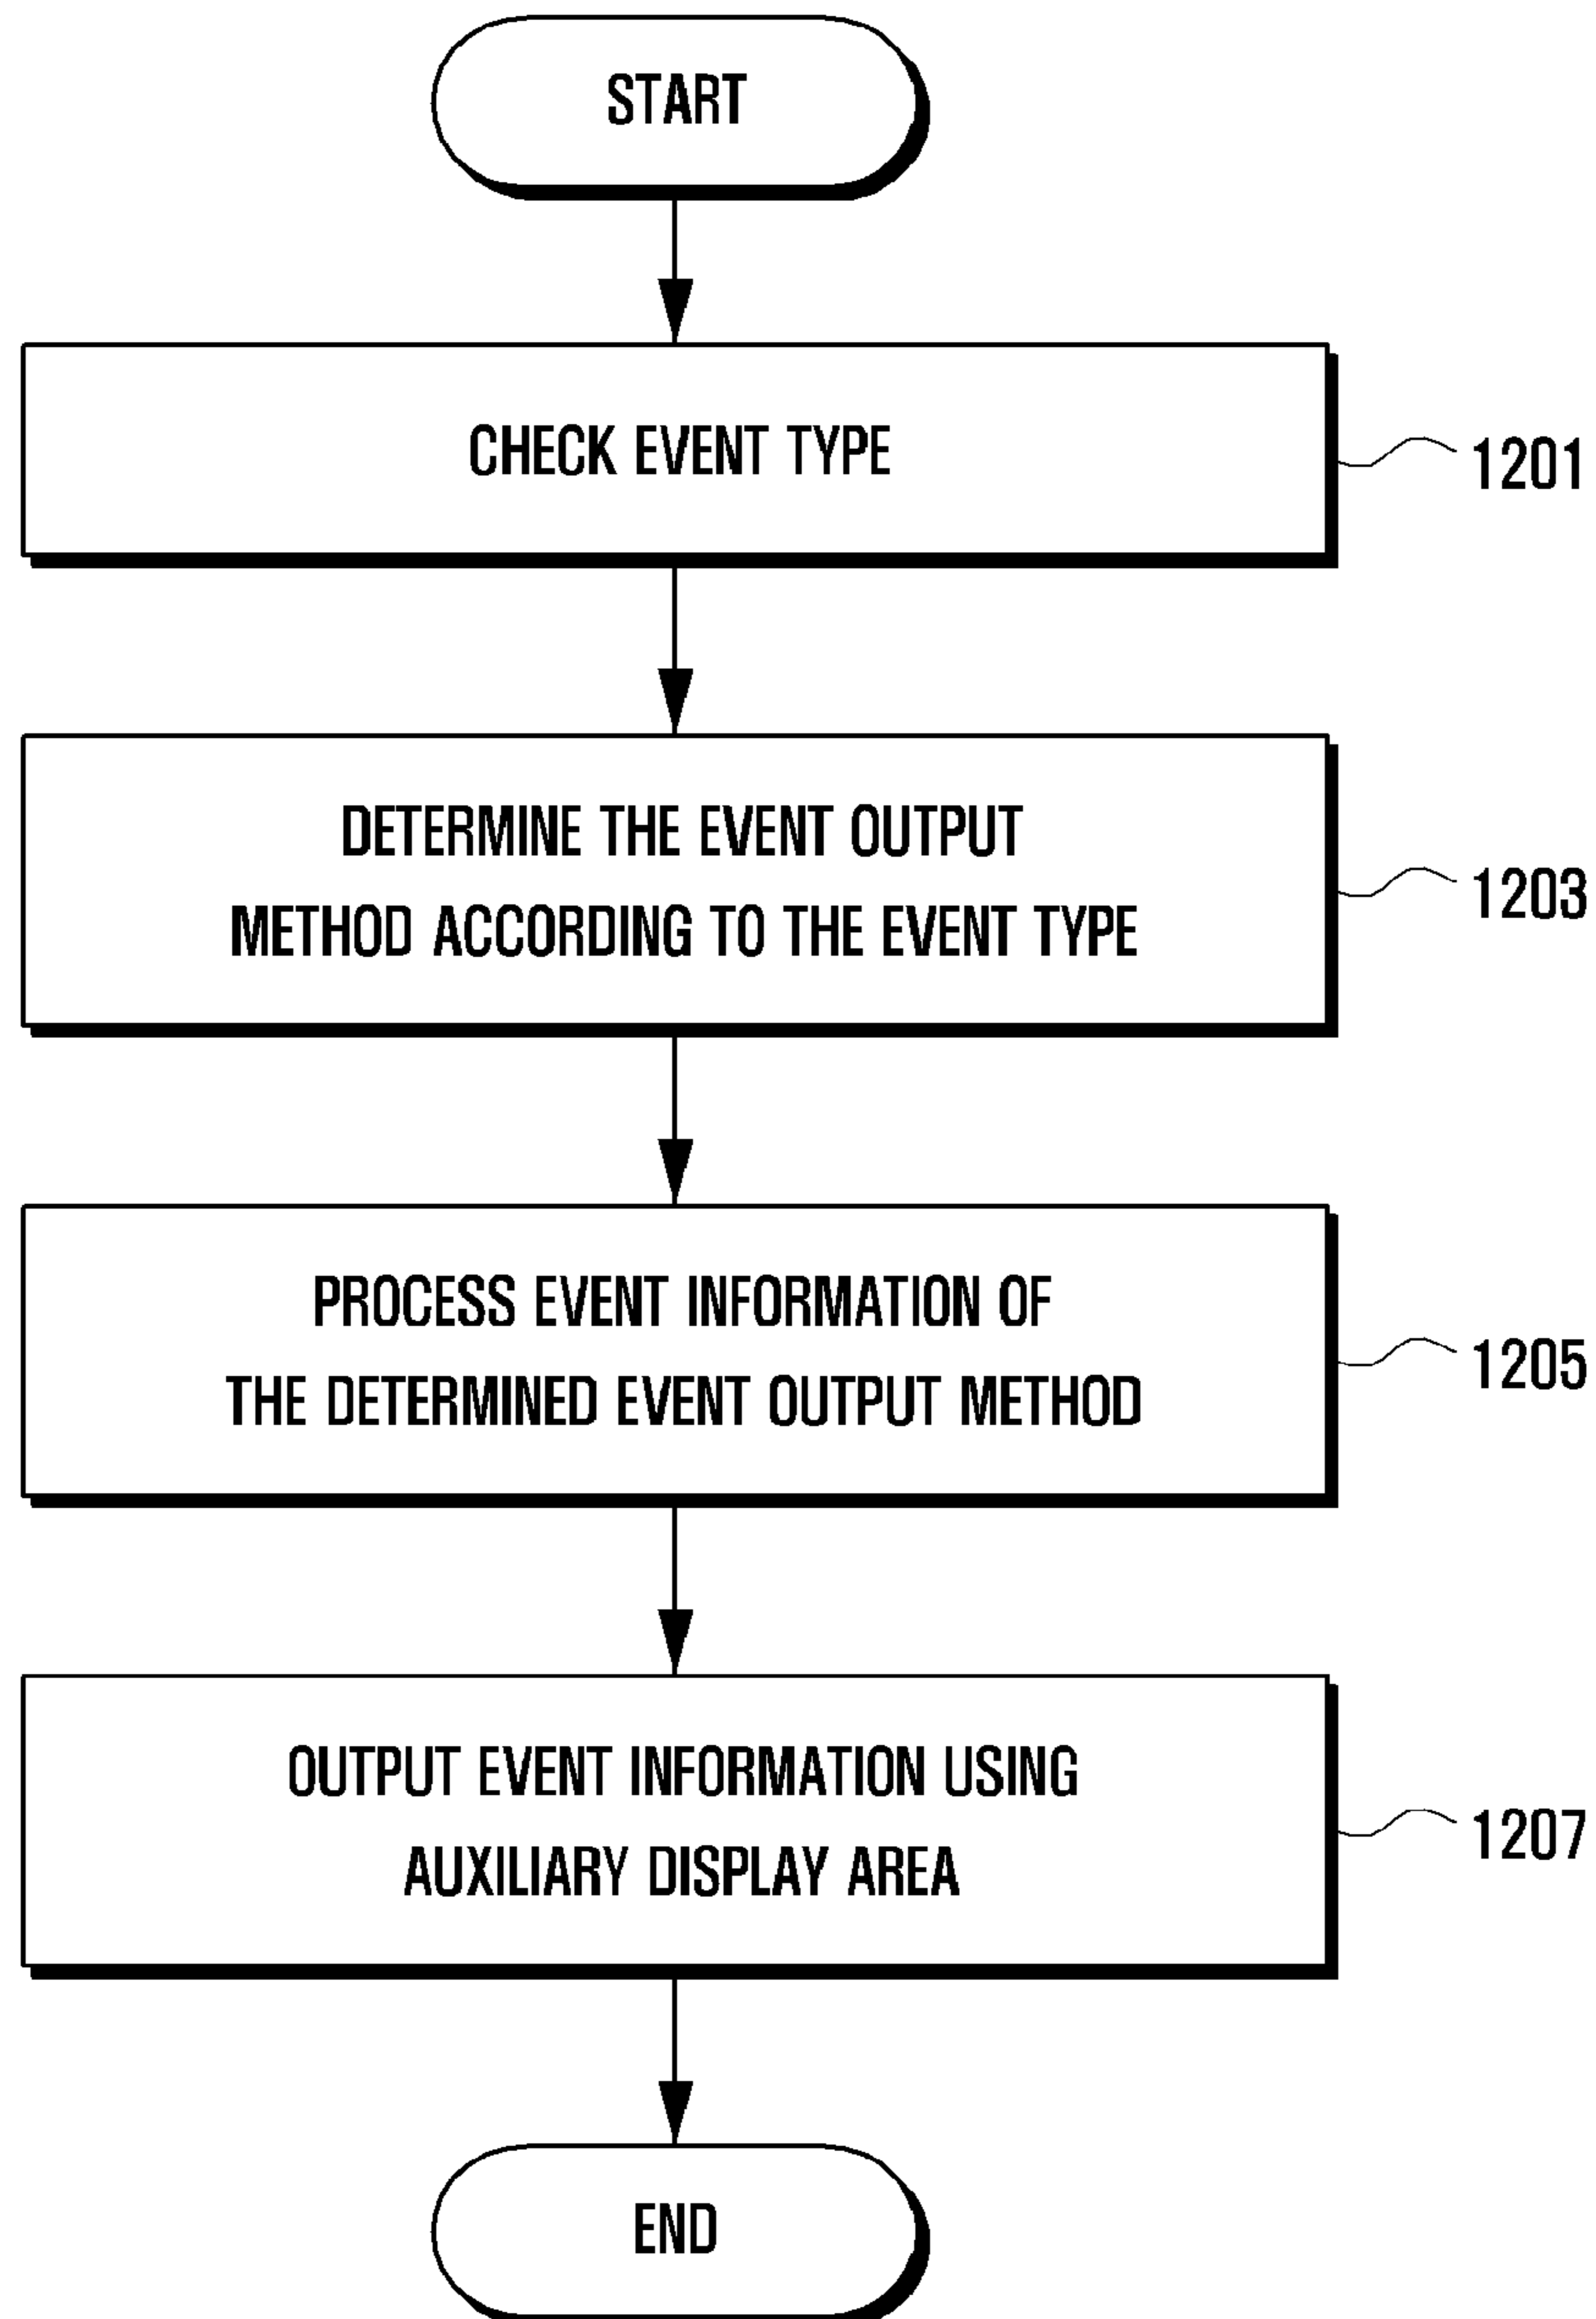 START
CHECK EVENT TYPE
1201
DETERMINE THE EVENT OUTPUT
METHOD ACCORDING TO THE EVENT TYPE
1203
PROCESS EVENT INFORMATION OF
THE DETERMINED EVENT OUTPUT METHOD
1205
OUTPUT EVENT INFORMATION USING
AUXILIARY DISPLAY AREA
1207
END